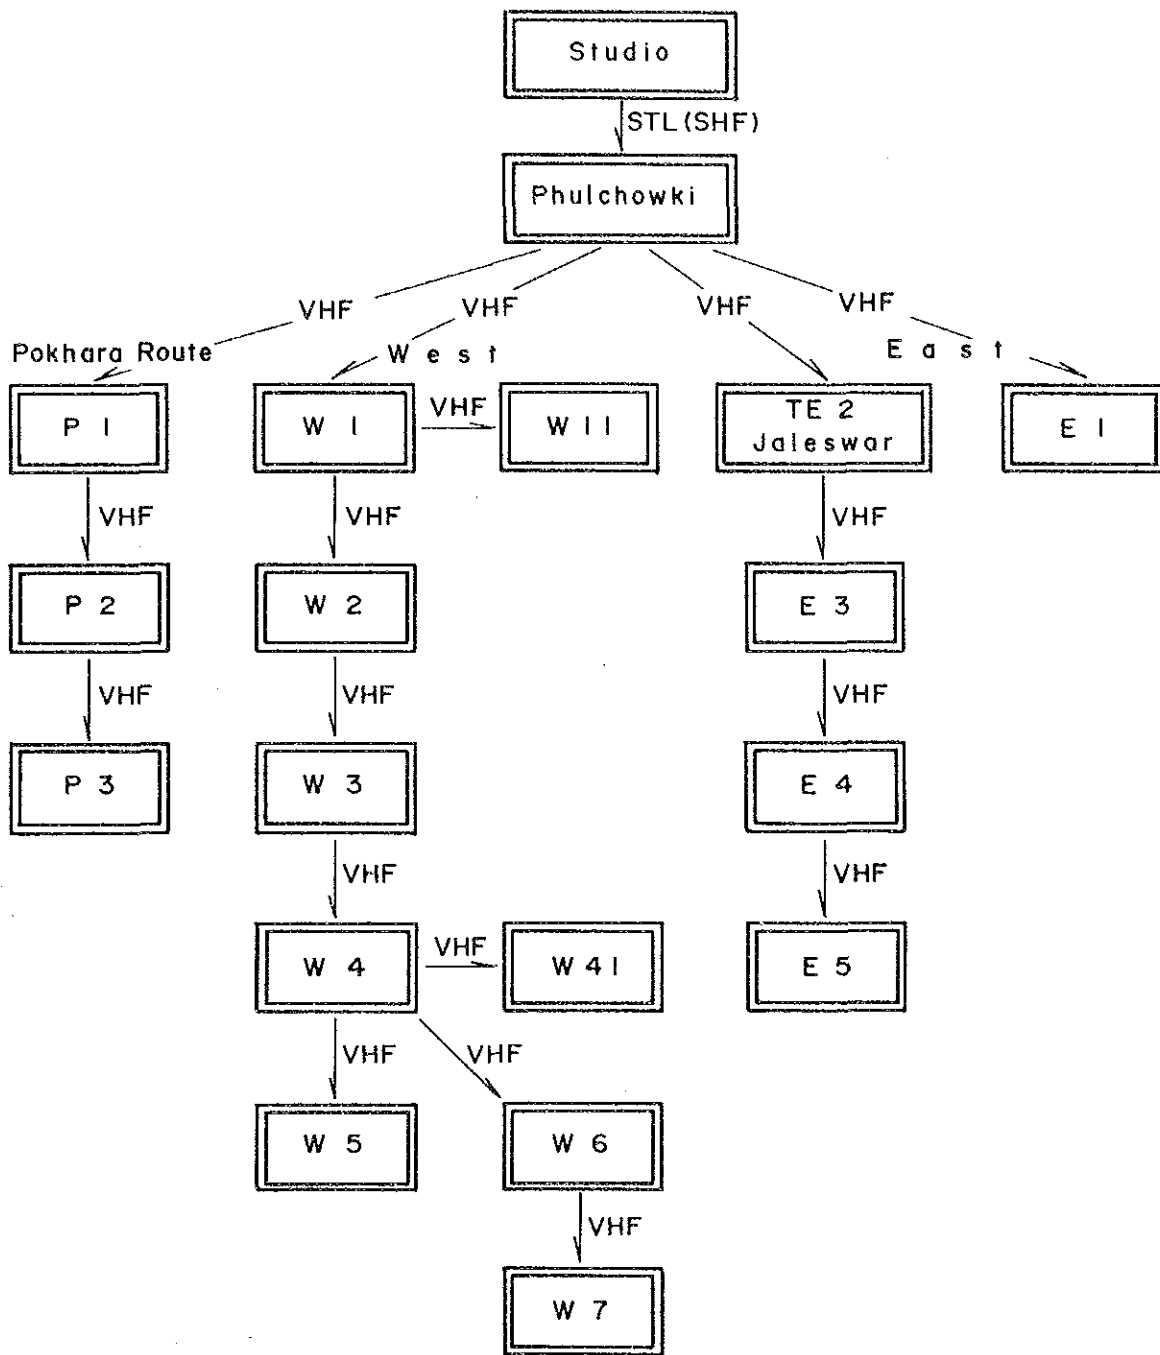 Studio
STL (SHF)
Phulchowki
VHF
VHF
VHF
VHF
Pokhara Route
West
East
P 1
W 1
VHF
W 11
TE 2
Jaleswar
E 1
VHF
VHF
VHF
P 2
W 2
E 3
VHF
VHF
VHF
P 3
W 3
E 4
VHF
VHF
W 4
VHF
W 41
E 5
VHF
VHF
W 5
W 6
VHF
W 7